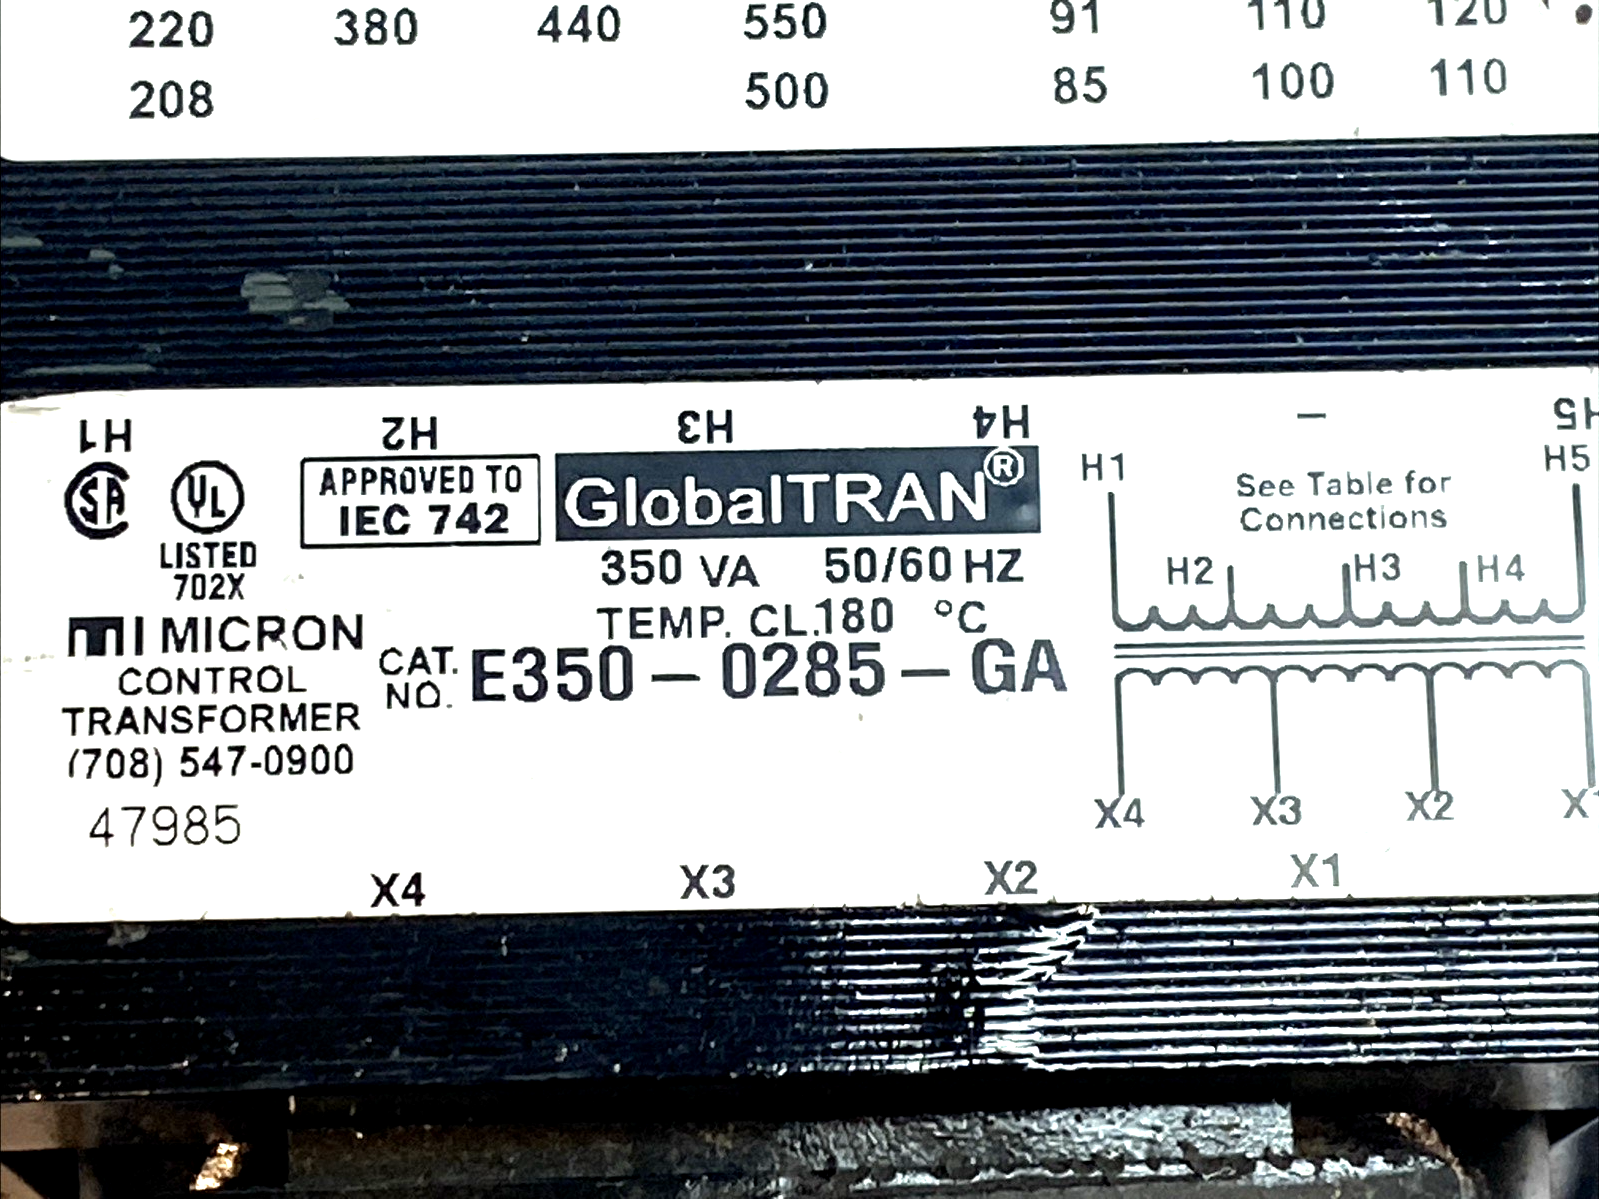 220 380 440 550 91 110 120
208 500 85 100 110
H1 H2 H3 H4 – H5
SA UL APPROVED TO GlobalTRAN® H1 See Table for H5
LISTED IEC 742 350 VA 50/60 HZ Connections
702X TEMP. CL.180 °C H2 H3 H4
MI MICRON CAT. E350-0285-GA
CONTROL NO.
TRANSFORMER
(708) 547-0900
47985 X4 X3 X2
X4 X3 X2 X1